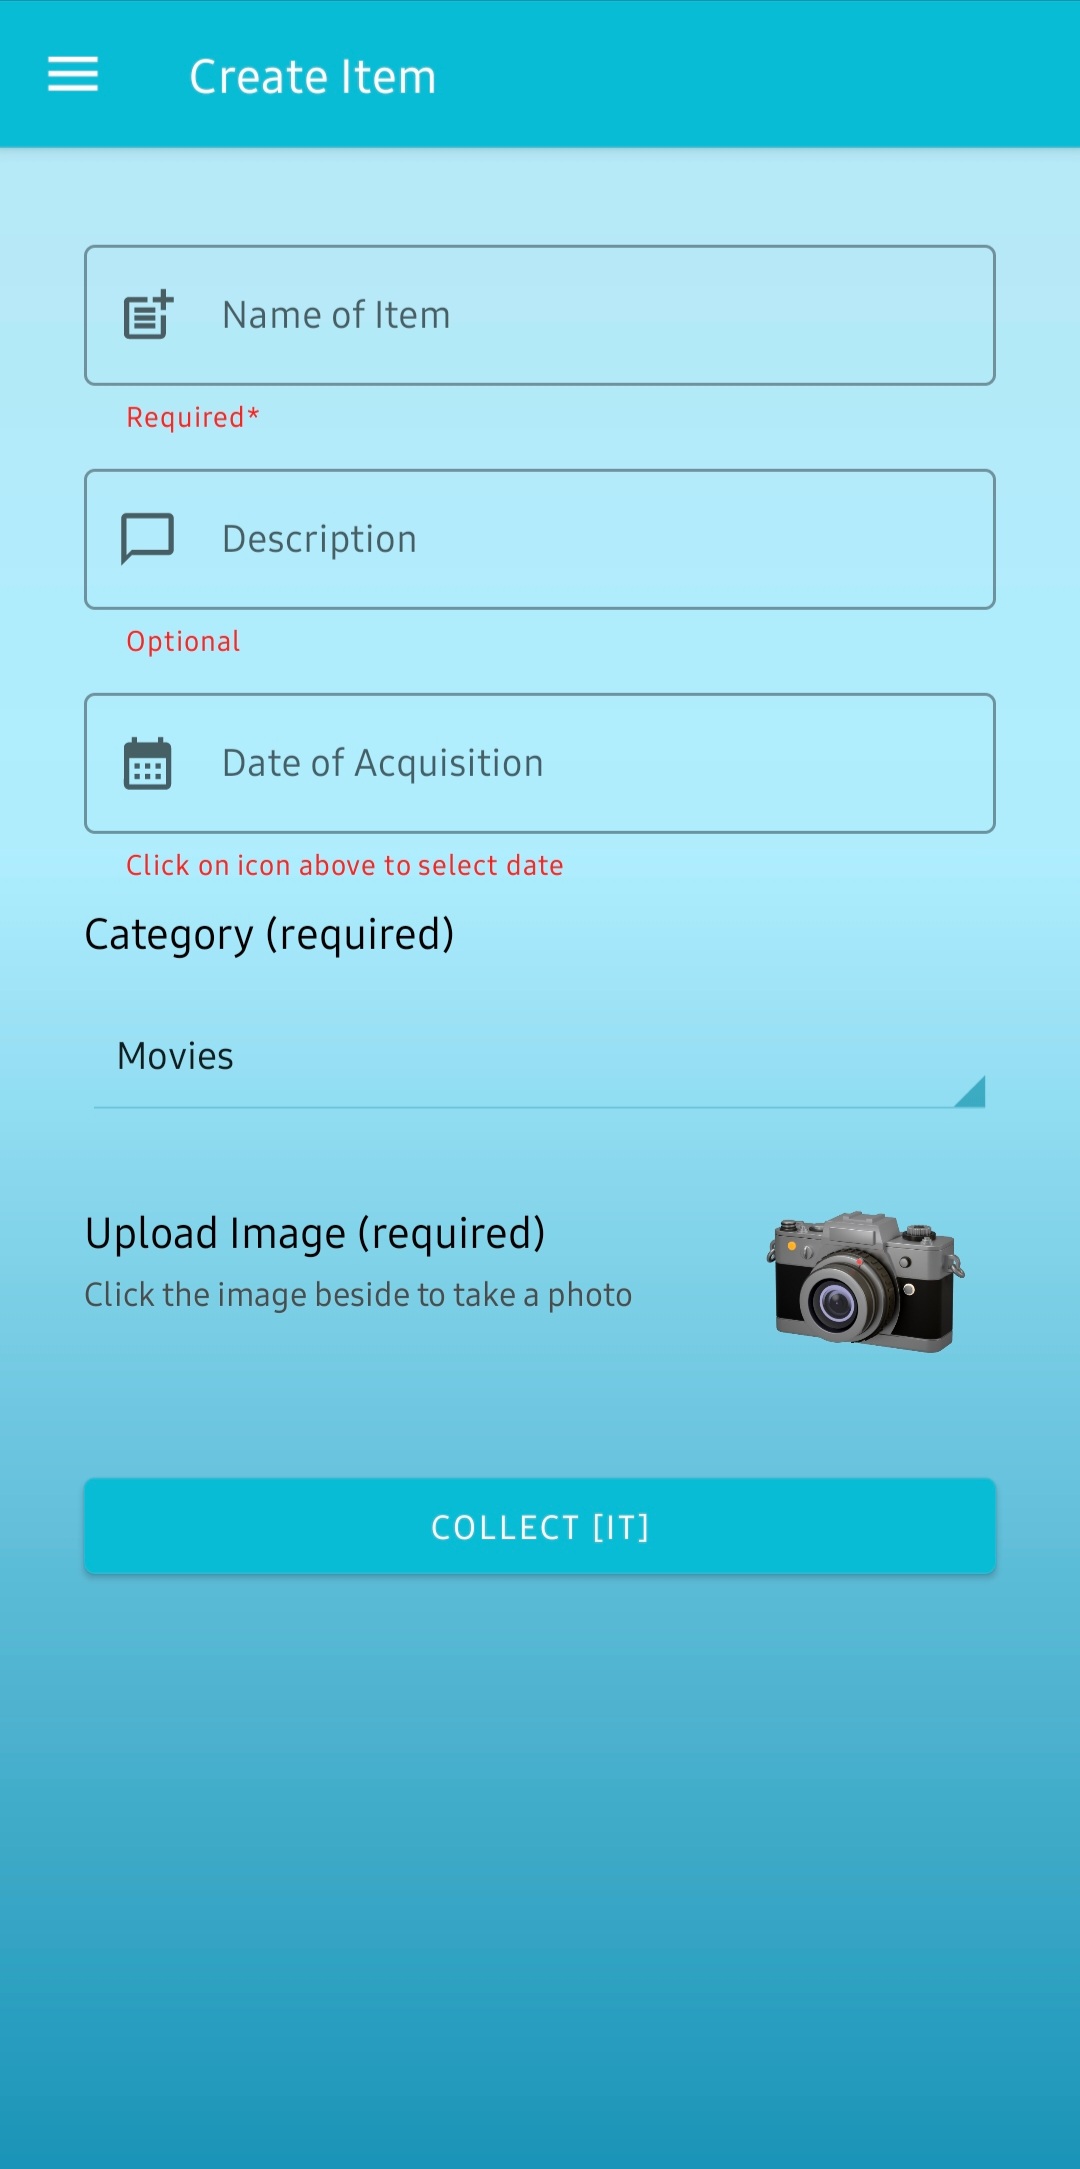 Create Item
Name of Item
Required*
Description
Optional
Date of Acquisition
Click on icon above to select date
Category (required)
Movies
Upload Image (required)
Click the image beside to take a photo
COLLECT [IT]